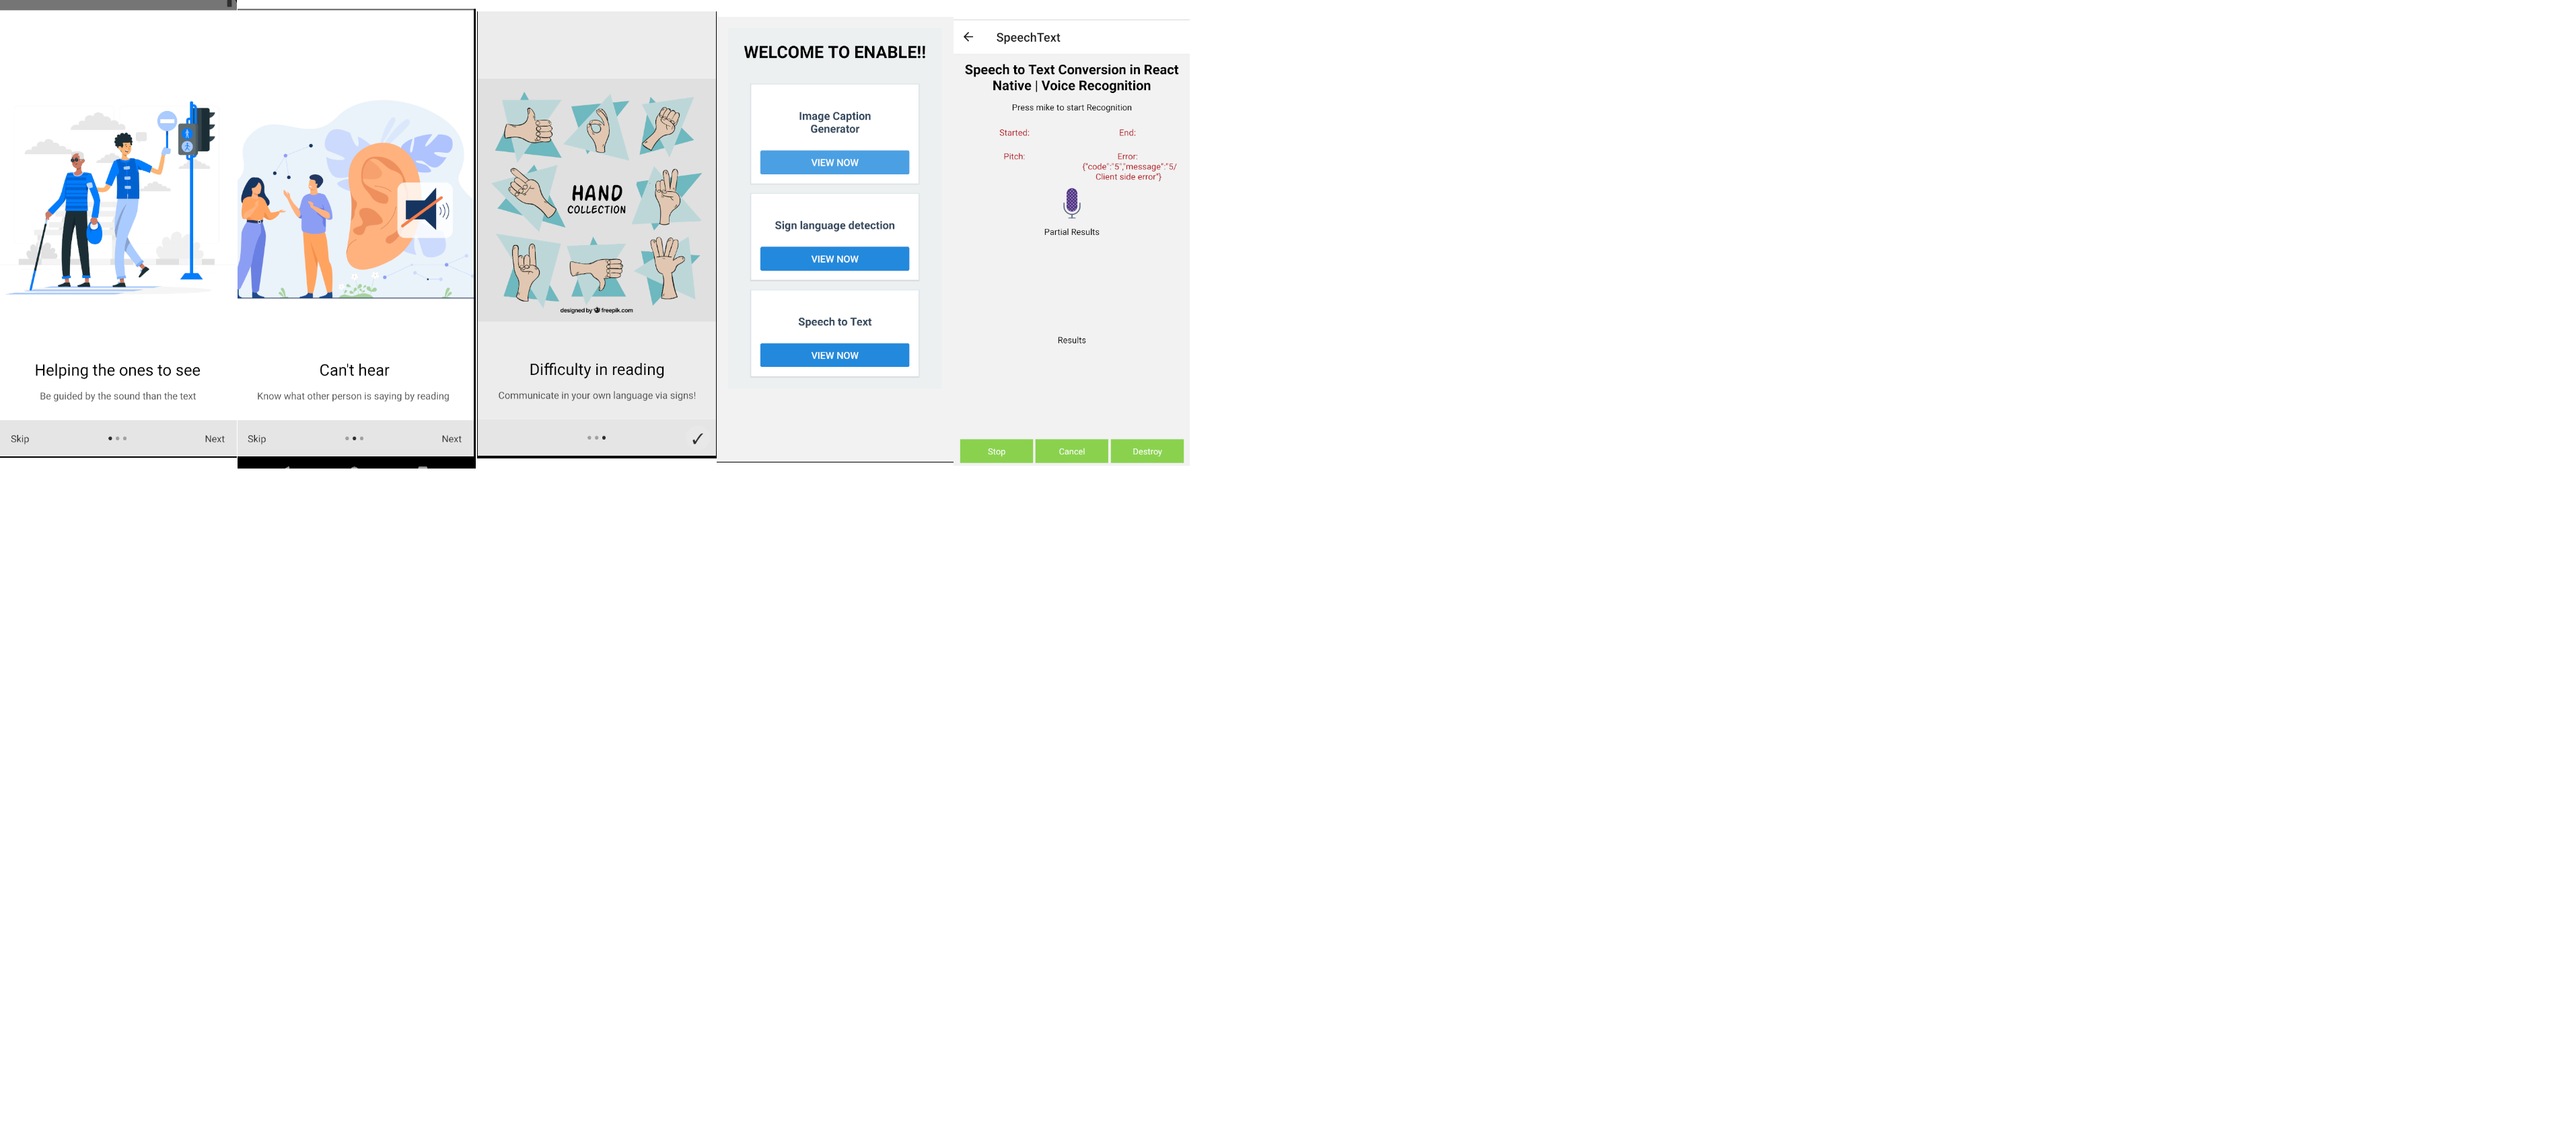 Helping the ones to see
Be guided by the sound than the text
Skip
Next
Can't hear
Know what other person is saying by reading
Skip
Next
HAND
COLLECTION
designed by freepik.com
Difficulty in reading
Communicate in your own language via signs!
WELCOME TO ENABLE!!
Image Caption
Generator
VIEW NOW
Sign language detection
VIEW NOW
Speech to Text
VIEW NOW
SpeechText
Speech to Text Conversion in React
Native | Voice Recognition
Press mike to start Recognition
Started:
End:
Pitch:
Error:
{"code":"5","message":"5/
Client side error"}
Partial Results
Results
Stop
Cancel
Destroy